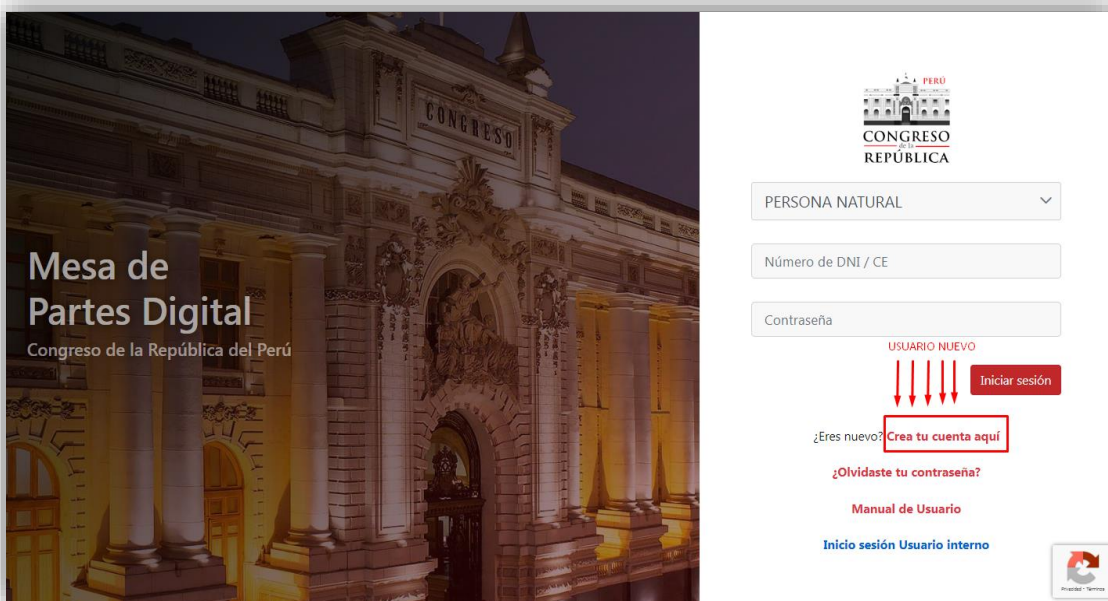 CONGRESO
Mesa de
Partes Digital
Congreso de la República del Perú
PERÚ
CONGRESO
de la
REPÚBLICA
PERSONA NATURAL
Número de DNI / CE
Contraseña
USUARIO NUEVO
Iniciar sesión
¿Eres nuevo? Crea tu cuenta aquí
¿Olvidaste tu contraseña?
Manual de Usuario
Inicio sesión Usuario interno
Privacidad - Términos